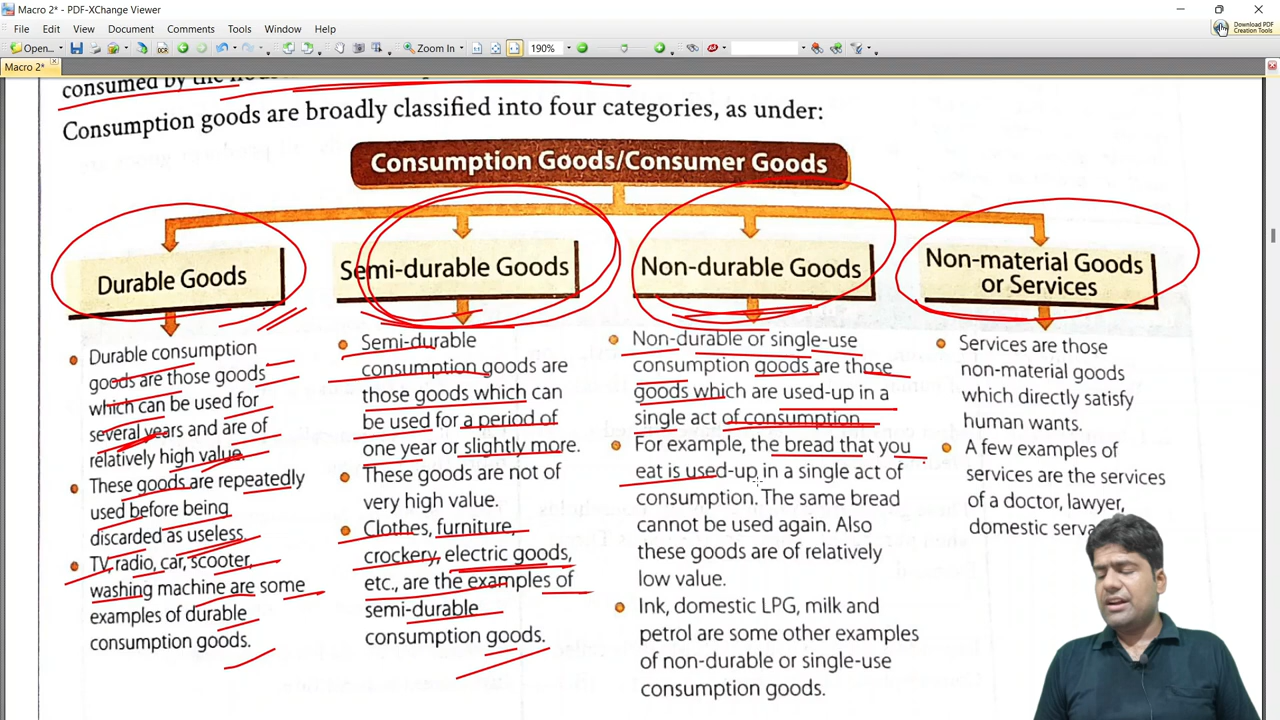 Macro 2* - PDF-XChange Viewer
File Edit View Document Comments Tools Window Help
Download PDF
Creation Tools
Open... Zoom In 190%
Macro 2*
consumed by the
Consumption goods are broadly classified into four categories, as under:
Consumption Goods/Consumer Goods
Durable Goods
Durable consumption
goods are those goods
which can be used for
several years and are of
relatively high value.
These goods are repeatedly
used before being
discarded as useless.
TV, radio, car, scooter,
washing machine are some
examples of durable
consumption goods.
Semi-durable Goods
Semi-durable
consumption goods are
those goods which can
be used for a period of
one year or slightly more.
These goods are not of
very high value.
Clothes, furniture,
crockery, electric goods,
etc., are the examples of
semi-durable
consumption goods.
Non-durable Goods
Non-durable or single-use
consumption goods are those
goods which are used-up in a
single act of consumption.
For example, the bread that you
eat is used-up in a single act of
consumption. The same bread
cannot be used again. Also
these goods are of relatively
low value.
Ink, domestic LPG, milk and
petrol are some other examples
of non-durable or single-use
consumption goods.
Non-material Goods
or Services
Services are those
non-material goods
which directly satisfy
human wants.
A few examples of
services are the services
of a doctor, lawyer,
domestic